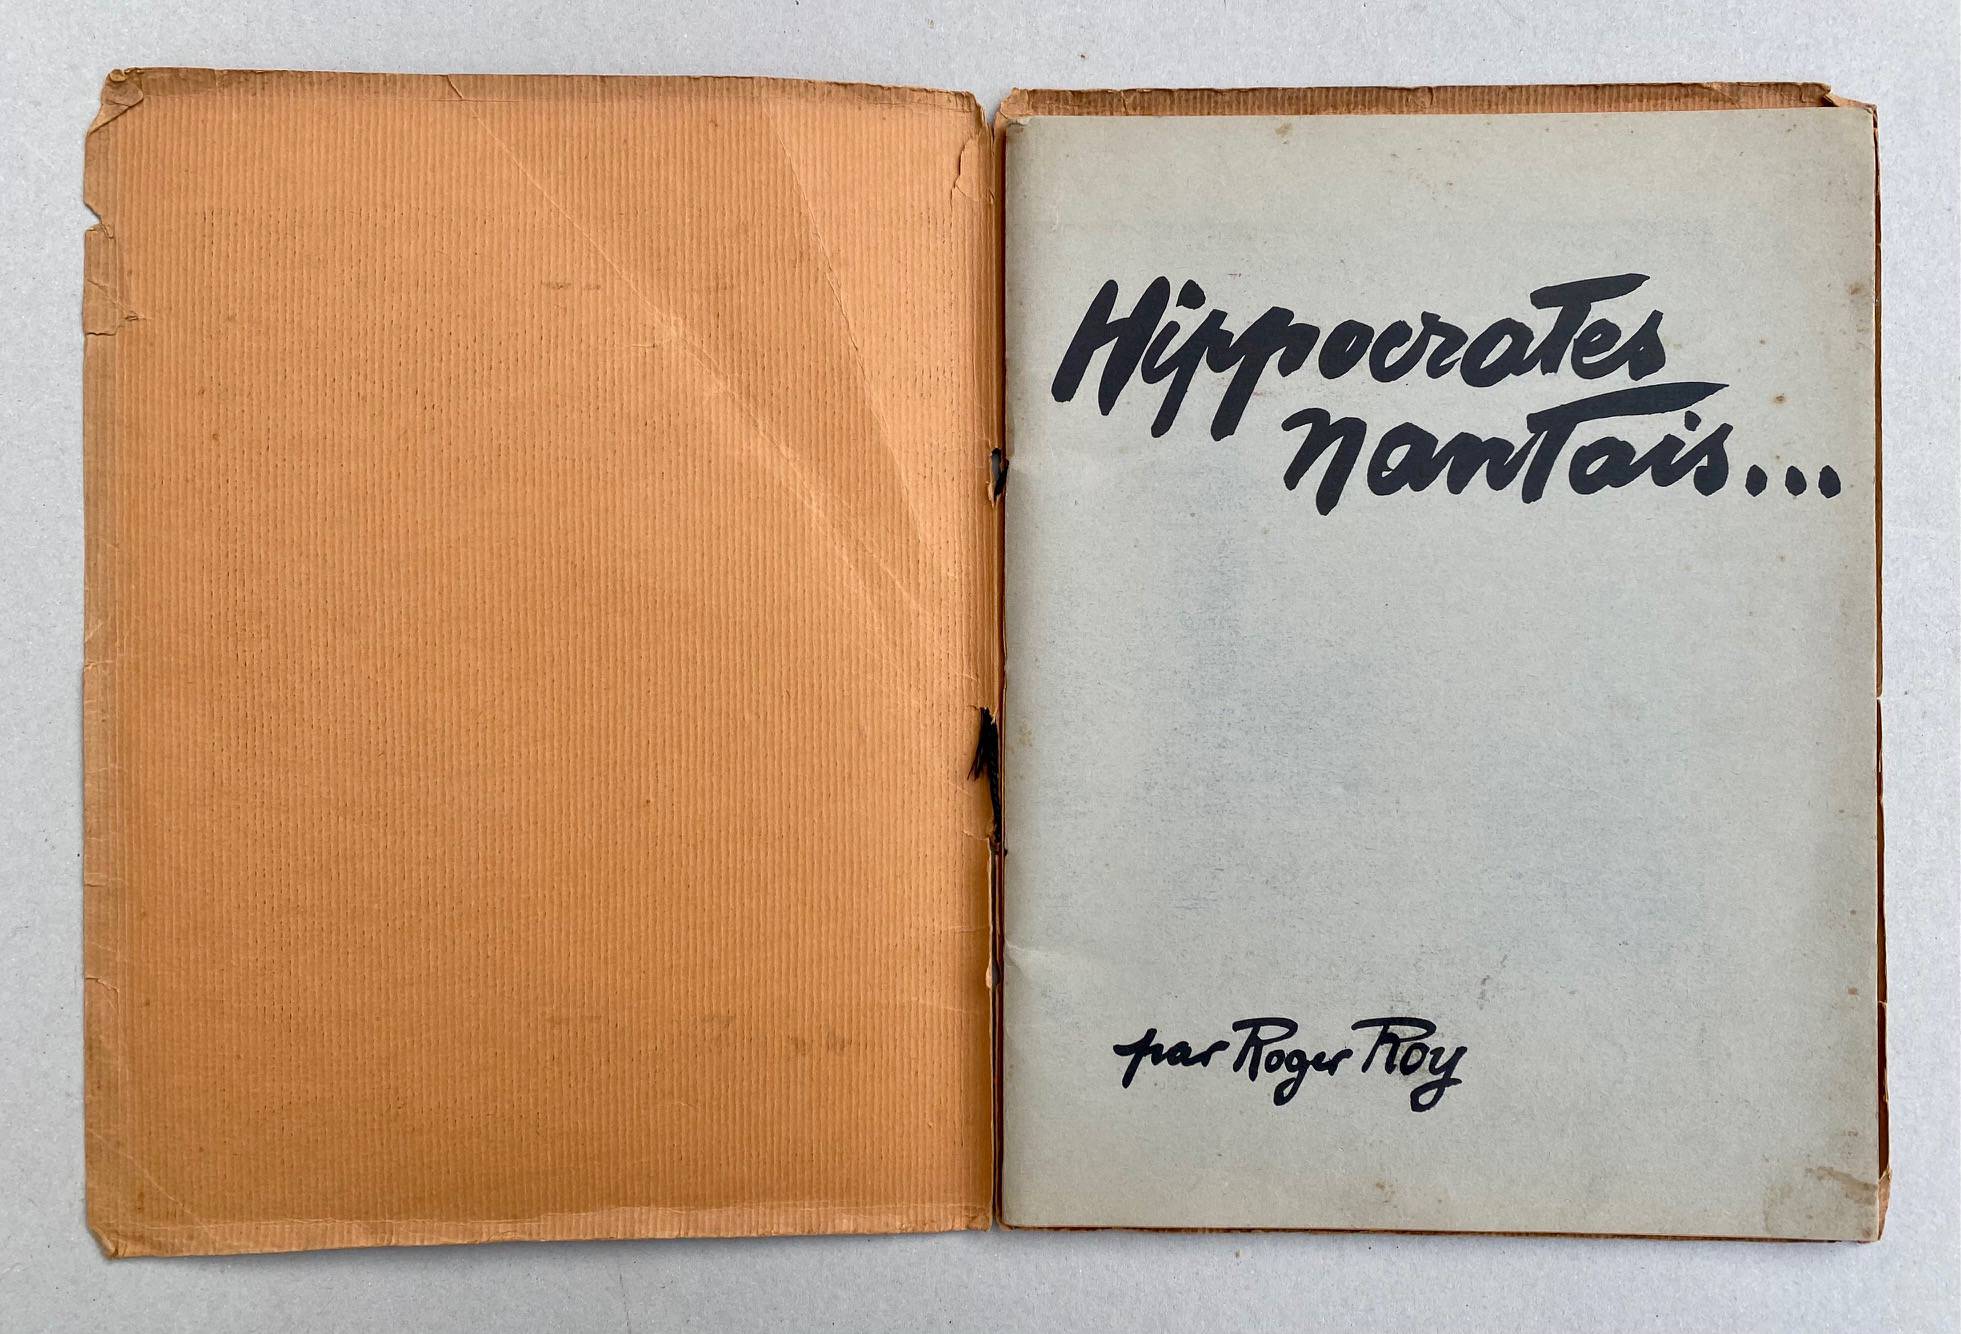 Hippocrates
nantais...
par Roger Roy